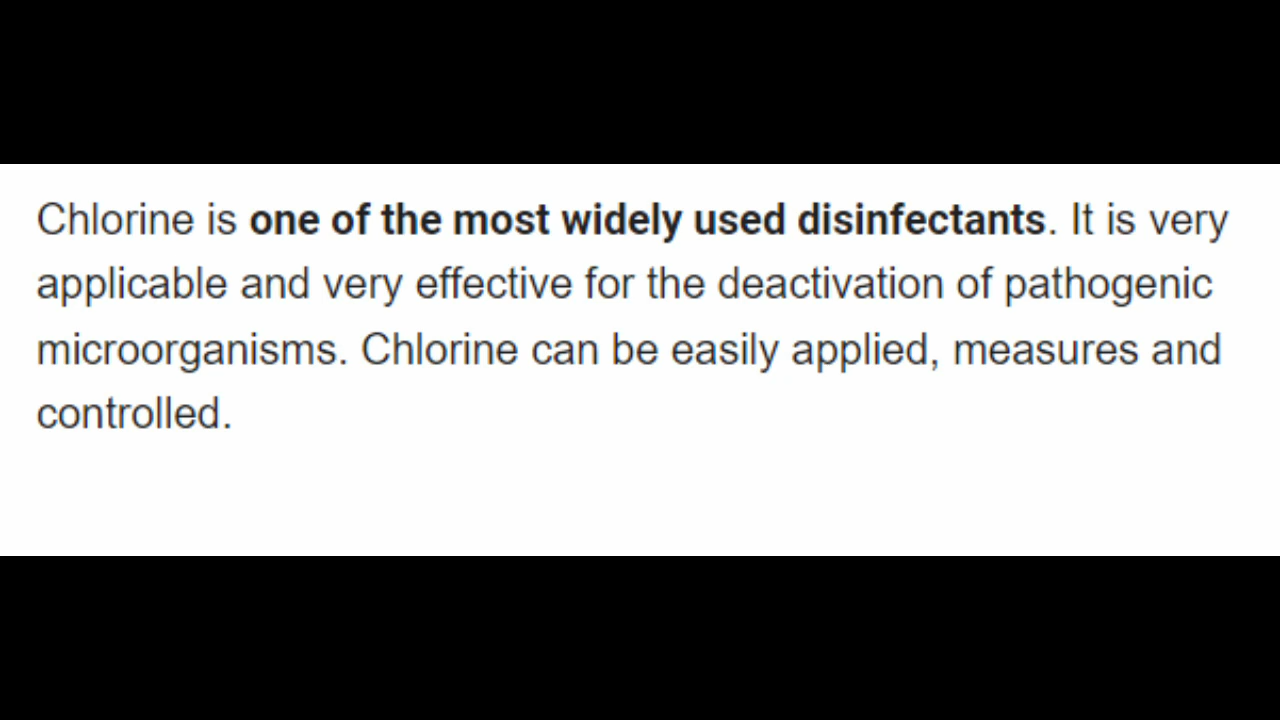 Chlorine is one of the most widely used disinfectants. It is very
applicable and very effective for the deactivation of pathogenic
microorganisms. Chlorine can be easily applied, measures and
controlled.